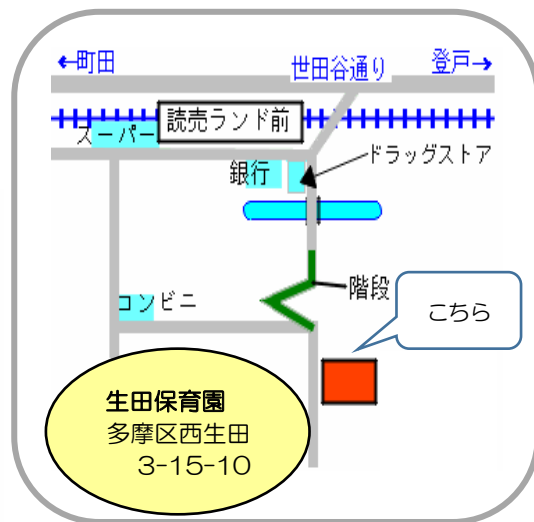 ←町田
世田谷通り
登戸→
読売ランド前
スーパー
ドラッグストア
銀行
階段
コンビニ
こちら
生田保育園
多摩区西生田
3-15-10